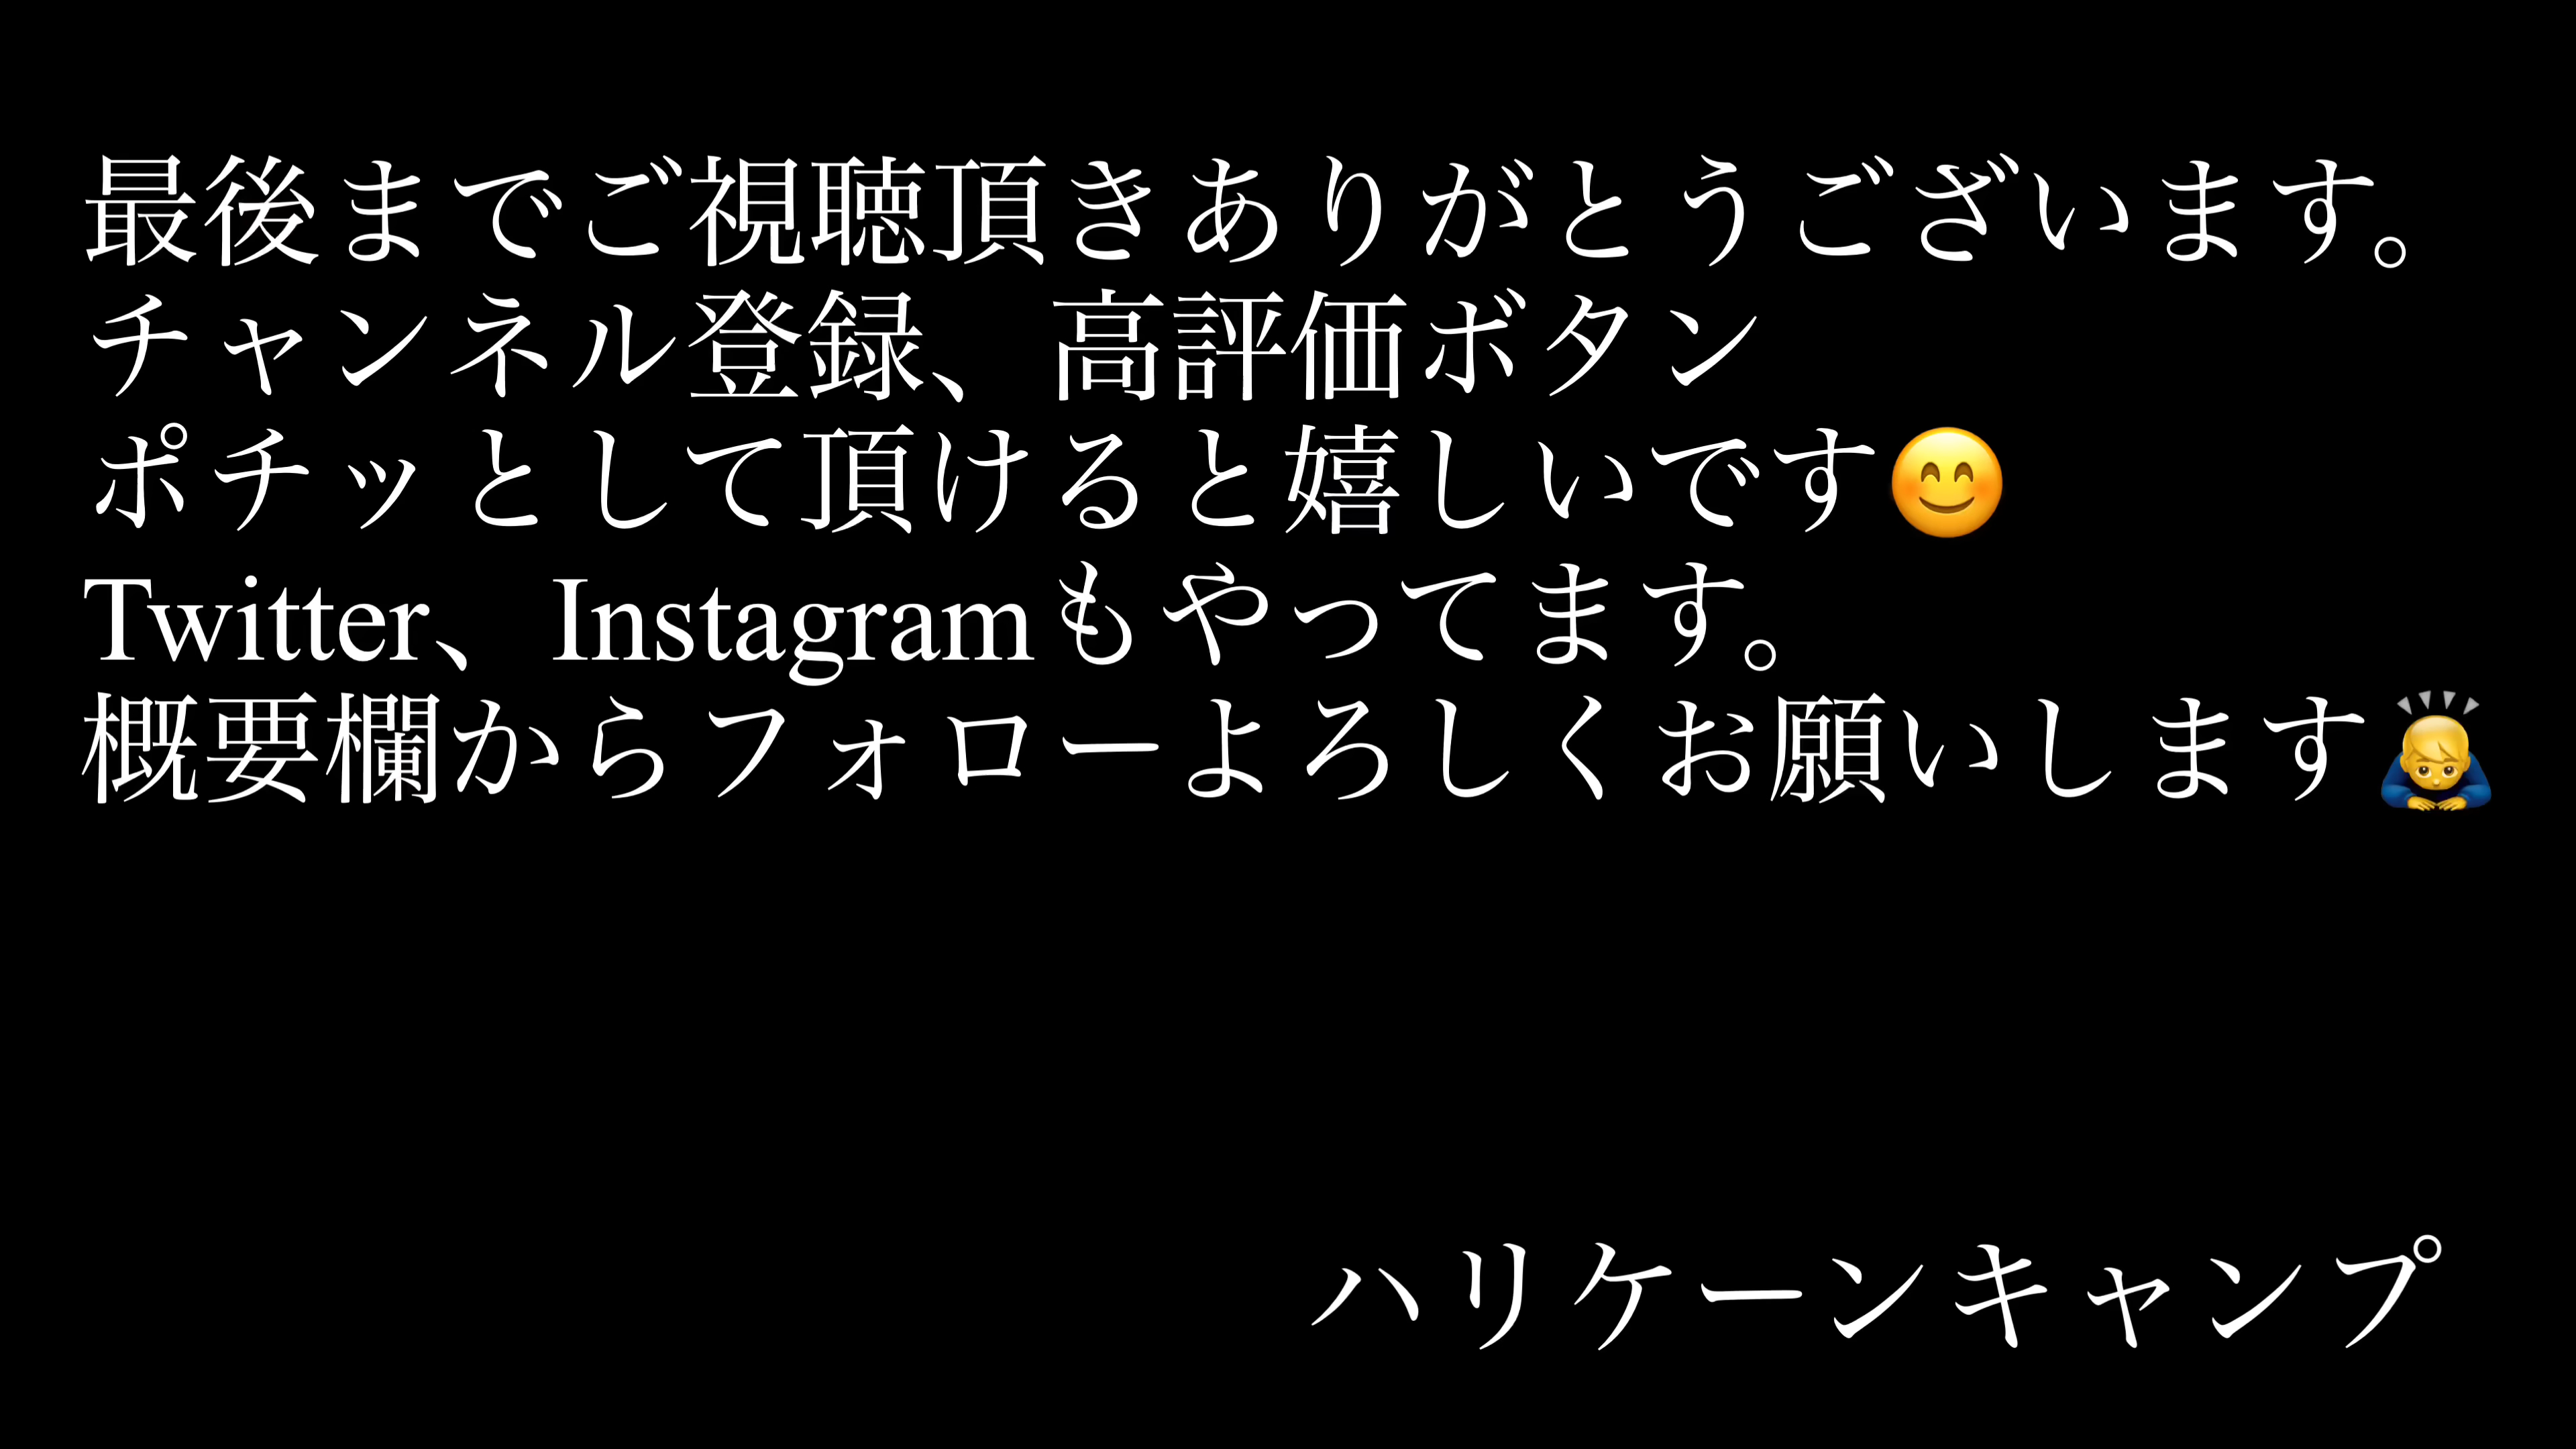 最後までご視聴頂きありがとうございます。
チャンネル登録、高評価ボタン
ポチッとして頂けると嬉しいです😊
Twitter、Instagramもやってます。
概要欄からフォローよろしくお願いします🙇‍♂️
ハリケーンキャンプ